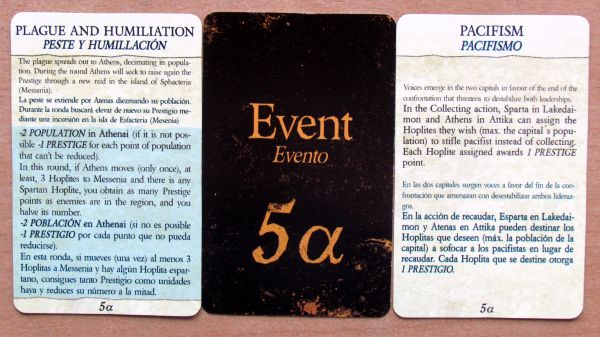 PLAGUE AND HUMILIATION
PESTE Y HUMILLACIÓN
The plague spreads out to Athens, decimating its popula-
tion. During the round Athens will seek to raise again the
Prestige through a new raid in the island of Sphacteria
(Messenia).
La peste se extiende por Atenas diezmando su población.
Durante la ronda buscará elevar de nuevo su Prestigio me-
diante una incursión en la isla de Esfacteria (Mesenia)
-2 POPULATION in Athenai (if it is not pos-
sible -1 PRESTIGE for each point of population
that can't be reduced).
In this round, if Athens moves (only once), at
least, 3 Hoplites to Messenia and there is any
Spartan Hoplite, you obtain as many Prestige
points as enemies are in the region, and you
halve its number.
-2 POBLACIÓN en Athenai (si no es posible
-1 PRESTIGIO por cada punto que no pueda
reducirse).
En esta ronda, si mueves (una vez) al menos 3
Hoplitas a Messenia y hay algún Hoplita espar-
tano, consigues tanto Prestigio como unidades
haya y reduces su número a la mitad.
5α
Event
Evento
5α
PACIFISM
PACIFISMO
Voices emerge in the two capitals in favour of the end of the
confrontation that threatens to destabilize both leaderships.
In the Collecting action, Sparta in Lakedai-
mon and Athens in Attika can assign the
Hoplites they wish (max. the capital´s popu-
lation) to stifle pacifist instead of collecting.
Each Hoplite assigned awards 1 PRESTIGE
point.
En las dos capitales surgen voces a favor del fin de la con-
frontación que amenazan con desestabilizar ambos lideraz-
gos.
En la acción de recaudar, Esparta en Lakedai-
mon y Atenas en Attika pueden destinar los
Hoplitas que deseen (máx. la población de la
capital) a sofocar a los pacifistas en lugar de
recaudar. Cada Hoplita que se destine otorga
1 PRESTIGIO.
5α